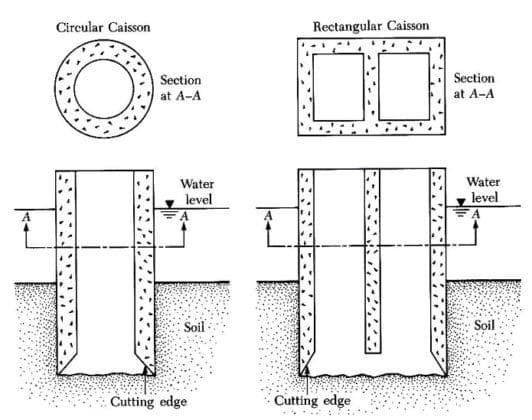 Circular Caisson
Section
at A–A
Water
level
A
A
Soil
Cutting edge
Rectangular Caisson
Section
at A–A
Water
level
A
A
Soil
Cutting edge